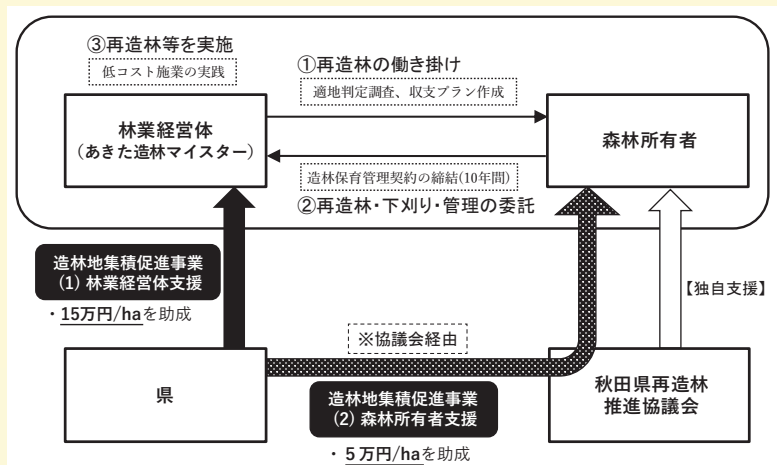 ③再造林等を実施
低コスト施業の実践
①再造林の働き掛け
適地判定調査、収支プラン作成
林業経営体
（あきた造林マイスター）
森林所有者
造林保育管理契約の締結(10年間)
②再造林・下刈り・管理の委託
造林地集積促進事業
(1) 林業経営体支援
・15万円/haを助成
【独自支援】
※協議会経由
県
秋田県再造林
推進協議会
造林地集積促進事業
(2) 森林所有者支援
・５万円/haを助成